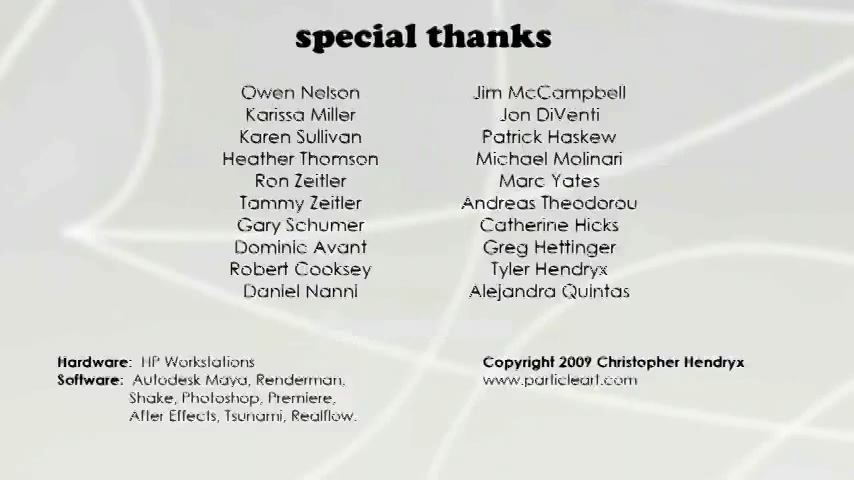 special thanks
Owen Nelson
Karissa Miller
Karen Sullivan
Heather Thomson
Ron Zeitler
Tammy Zeitler
Gary Schumer
Dominic Avant
Robert Cooksey
Daniel Nanni
Jim McCampbell
Jon DiVenti
Patrick Haskew
Michael Molinari
Marc Yates
Andreas Theodorou
Catherine Hicks
Greg Hettinger
Tyler Hendryx
Alejandra Quintas
Hardware: HP Workstations
Software: Autodesk Maya, Renderman,
Shake, Photoshop, Premiere,
After Effects, Tsunami, Realflow.
Copyright 2009 Christopher Hendryx
www.particleart.com